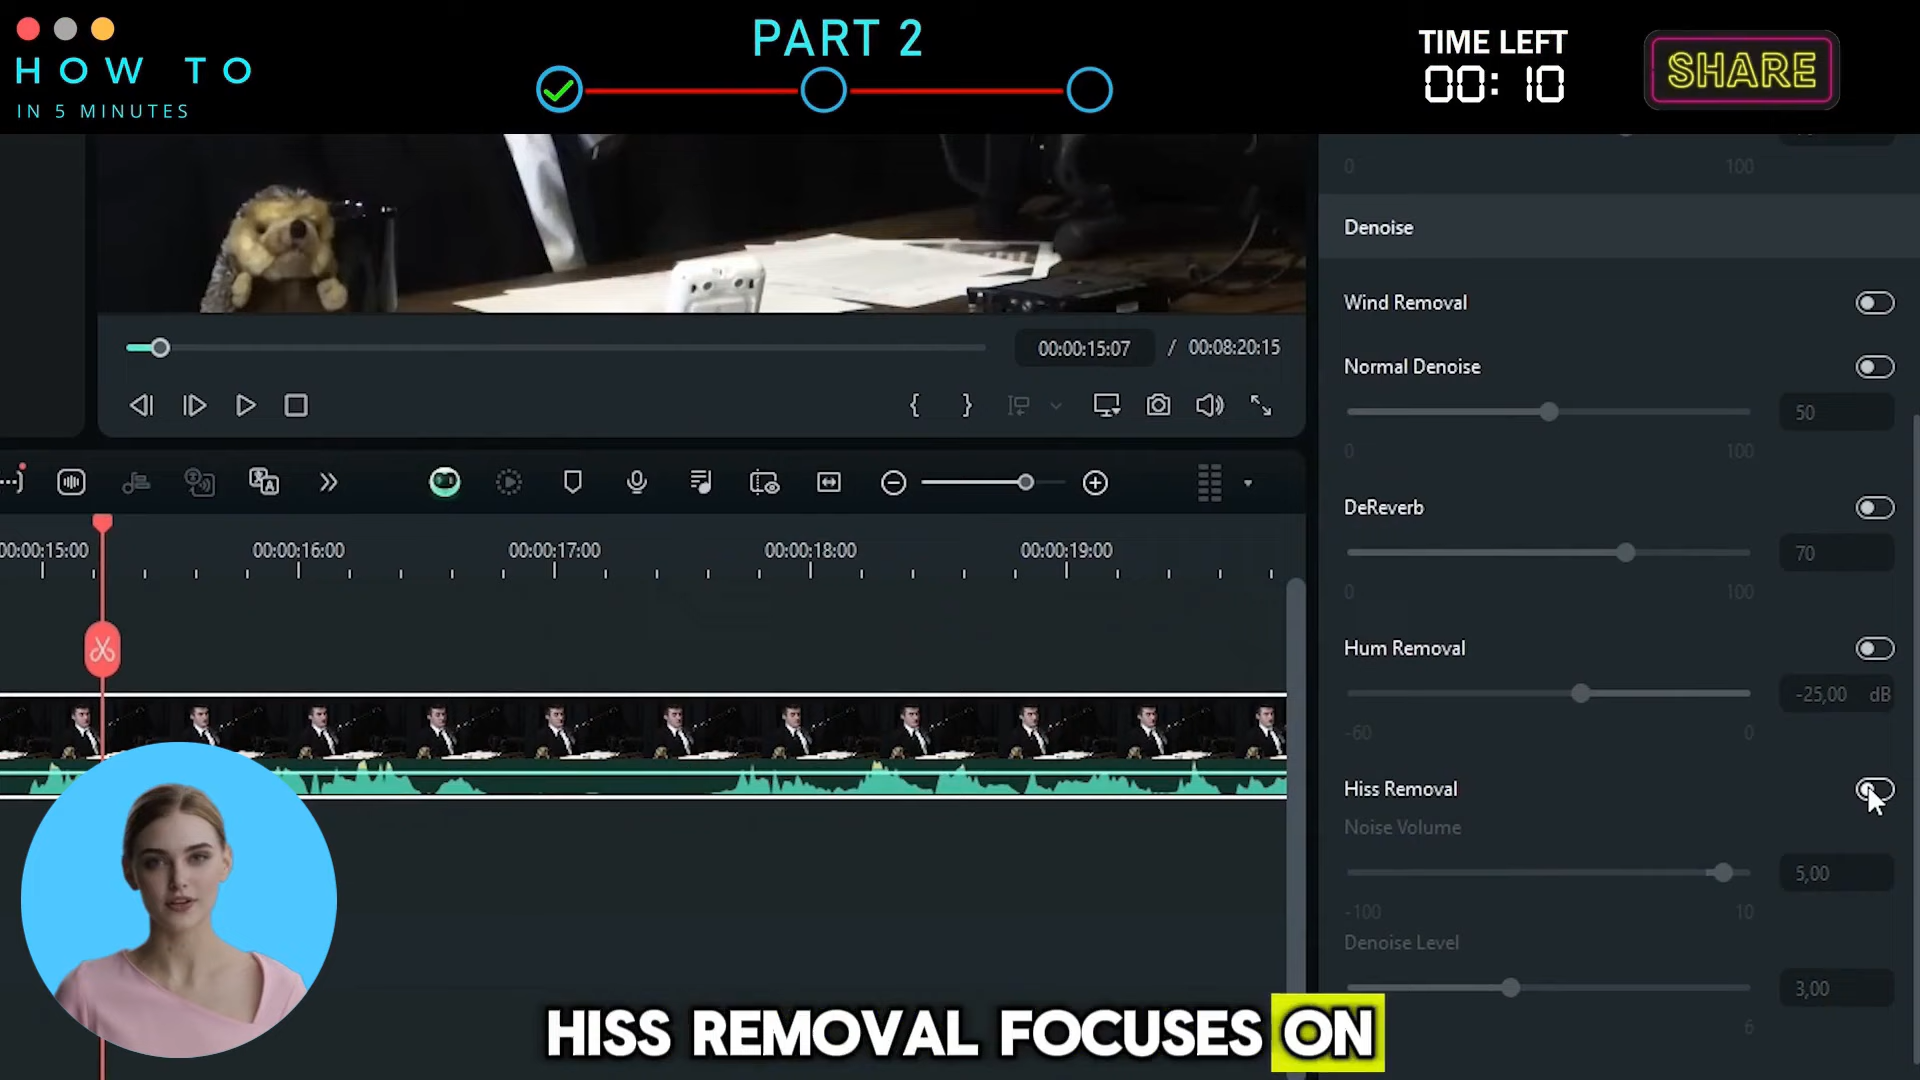 PART 2
HOW TO
IN 5 MINUTES
TIME LEFT
00:10
SHARE
0 100
Denoise
Wind Removal
Normal Denoise
50
0 100
DeReverb
70
0 100
Hum Removal
-25,00 dB
-60 0
Hiss Removal
Noise Volume
5,00
-100 10
Denoise Level
3,00
6
00:00:15:07 / 00:08:20:15
00:00:15:00 00:00:16:00 00:00:17:00 00:00:18:00 00:00:19:00
HISS REMOVAL FOCUSES ON